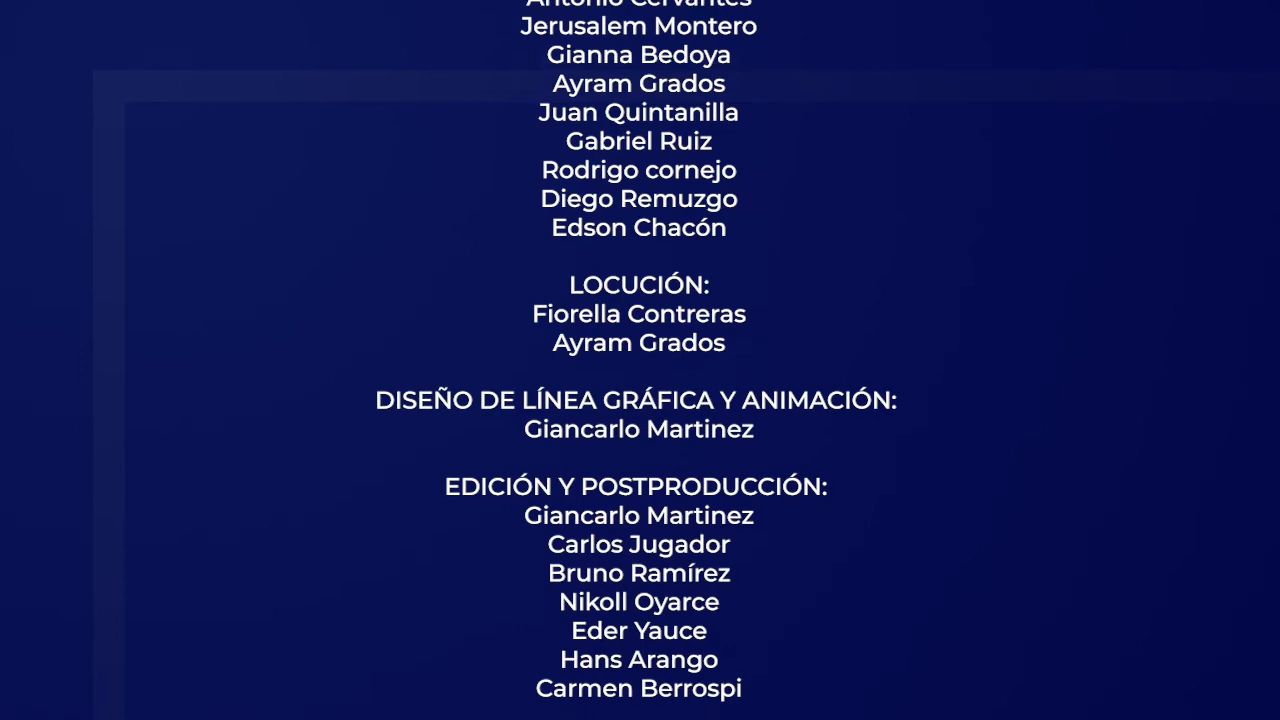 Antonio Cervantes
Jerusalem Montero
Gianna Bedoya
Ayram Grados
Juan Quintanilla
Gabriel Ruiz
Rodrigo cornejo
Diego Remuzgo
Edson Chacón
LOCUCIÓN:
Fiorella Contreras
Ayram Grados
DISEÑO DE LÍNEA GRÁFICA Y ANIMACIÓN:
Giancarlo Martinez
EDICIÓN Y POSTPRODUCCIÓN:
Giancarlo Martinez
Carlos Jugador
Bruno Ramírez
Nikoll Oyarce
Eder Yauce
Hans Arango
Carmen Berrospi